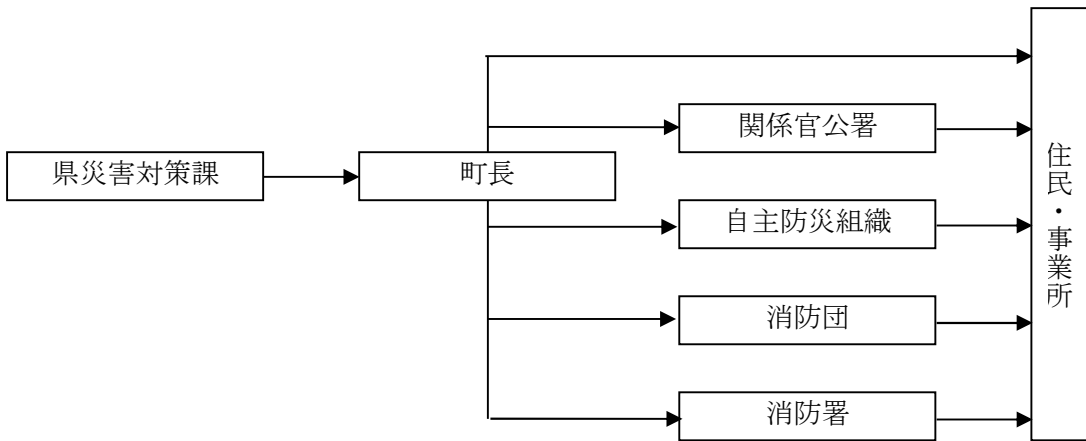 県災害対策課
町長
関係官公署
自主防災組織
消防団
消防署
住民・事業所